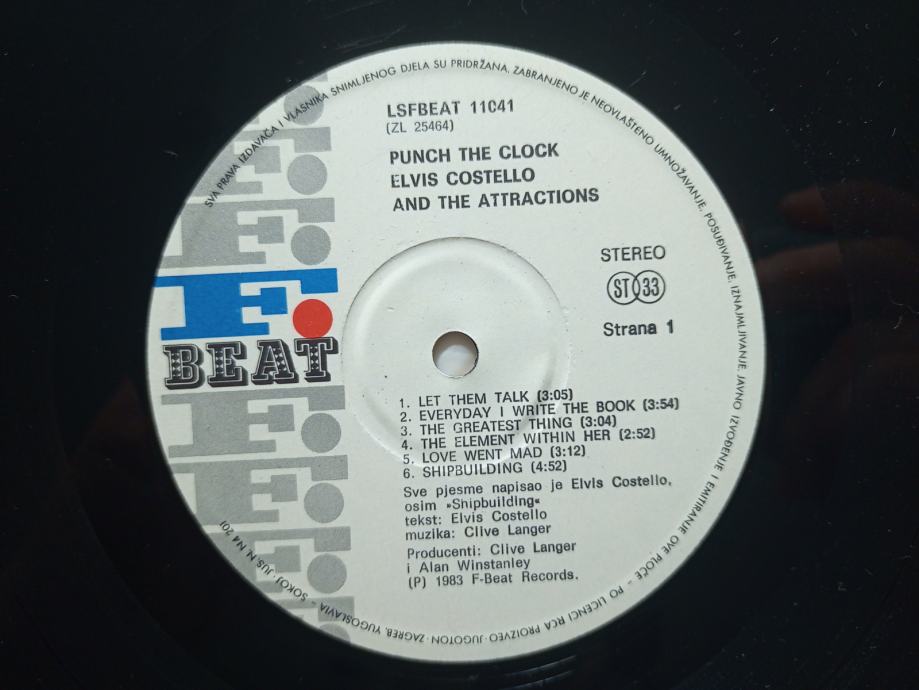 SVA PRAVA IZDAVAČA I VLASNIKA SNIMLJENOG DJELA SU PRIDRŽANA. ZABRANJENO JE NEOVLAŠTENO UMNOŽAVANJE, POSUĐIVANJE, IZNAJMLJIVANJE, JAVNO IZVOĐENJE I EMITIRANJE OVE PLOČE - PO LICENCI RCA PROIZVEO · JUGOTON · ZAGREB, YUGOSLAVIA - SOKOJ · JUS. N. N4 201
LSFBEAT 11041
(ZL 25464)
PUNCH THE CLOCK
ELVIS COSTELLO
AND THE ATTRACTIONS
STEREO
ST 33
Strana 1
F.
BEAT
1. LET THEM TALK (3:05)
2. EVERYDAY I WRITE THE BOOK (3:54)
3. THE GREATEST THING (3:04)
4. THE ELEMENT WITHIN HER (2:52)
5. LOVE WENT MAD (3:12)
6. SHIPBUILDING (4:52)
Sve pjesme napisao je Elvis Costello,
osim »Shipbuilding«
tekst: Elvis Costello
muzika: Clive Langer
Producenti: Clive Langer
i Alan Winstanley
(P) 1983 F-Beat Records.